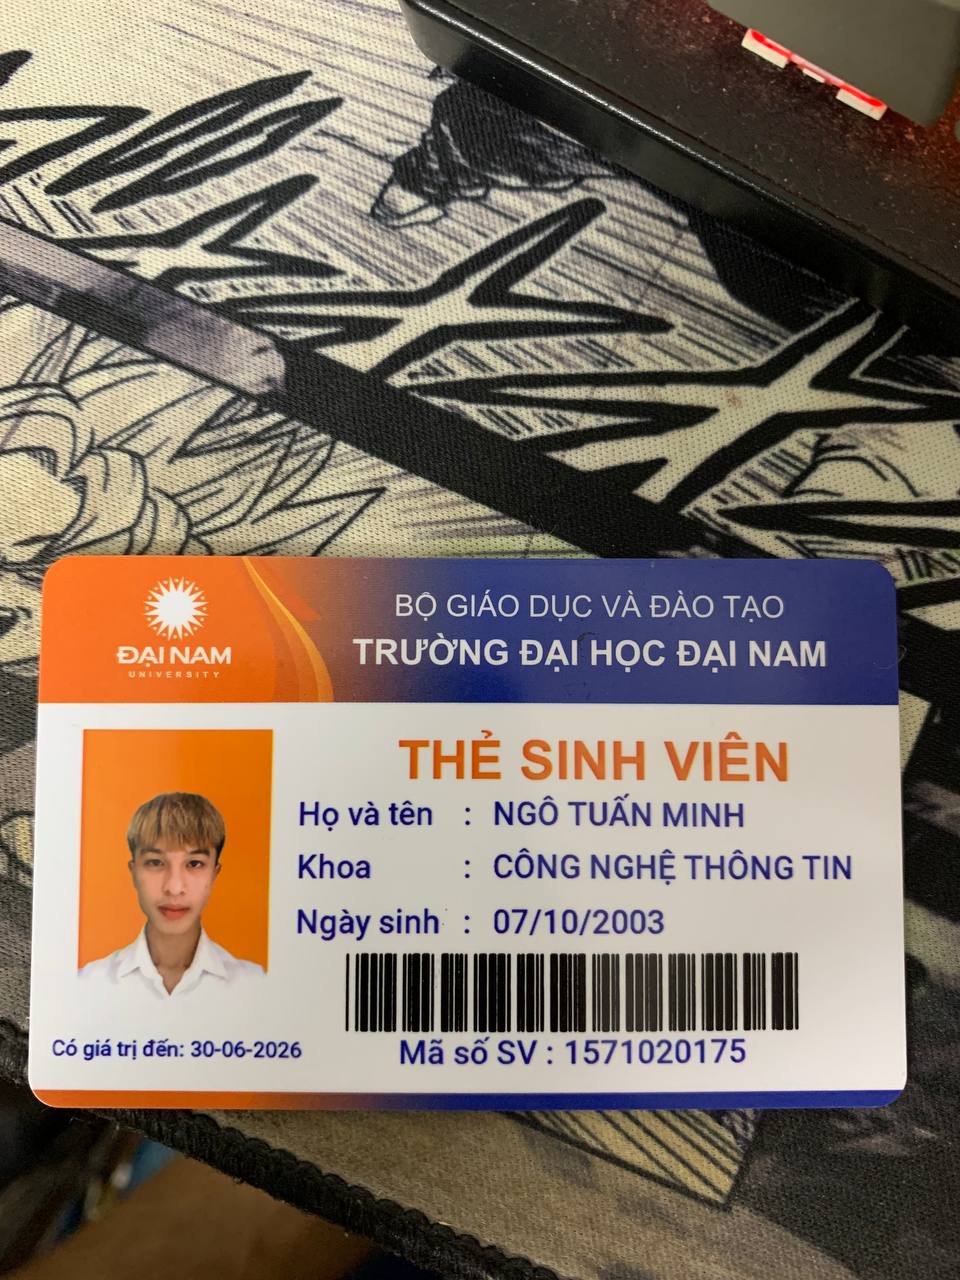 BỘ GIÁO DỤC VÀ ĐÀO TẠO
TRƯỜNG ĐẠI HỌC ĐẠI NAM
ĐẠI NAM
UNIVERSITY
THẺ SINH VIÊN
Họ và tên : NGÔ TUẤN MINH
Khoa : CÔNG NGHỆ THÔNG TIN
Ngày sinh : 07/10/2003
Có giá trị đến: 30-06-2026
Mã số SV : 1571020175